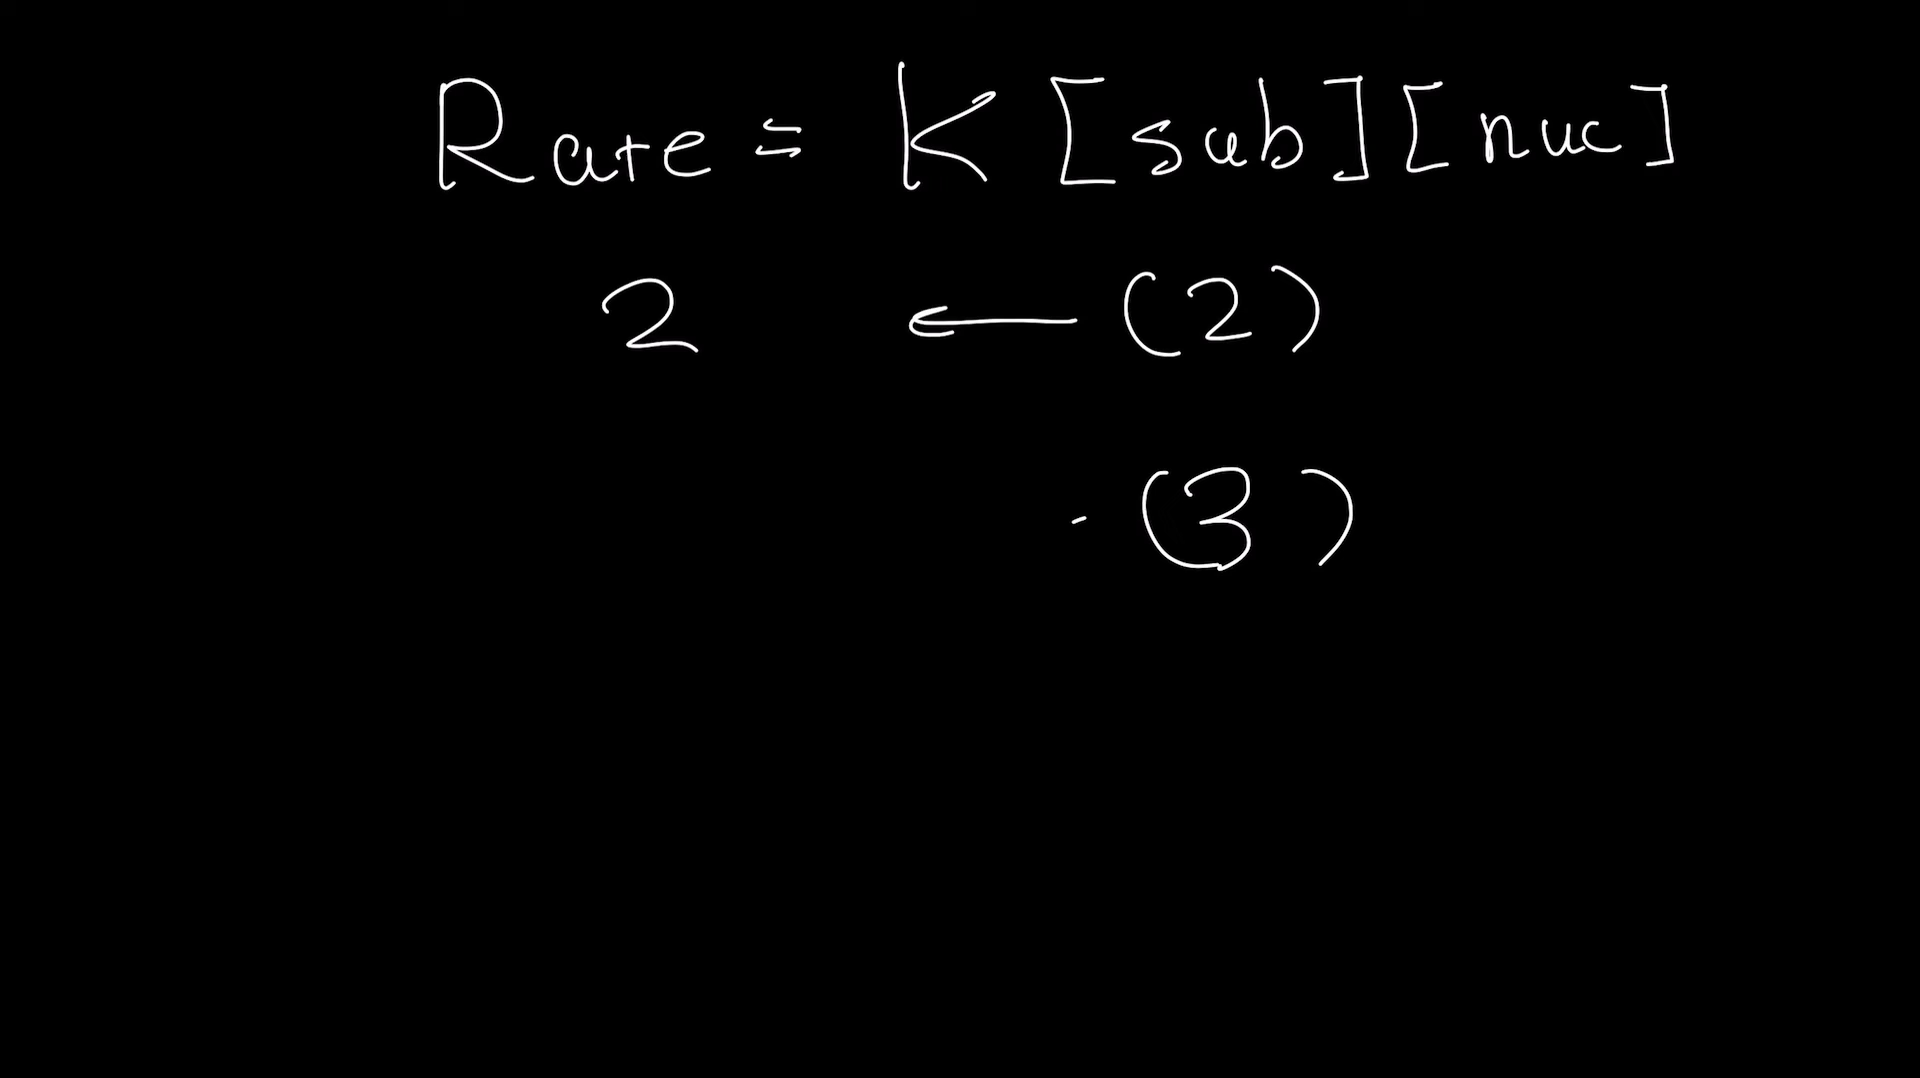 Rate = K [sub] [nuc]
2 ← (2)
- (3)